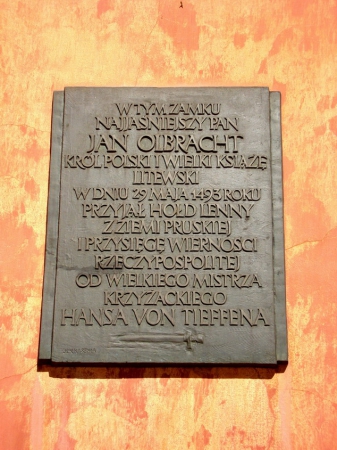 W TYM ZAMKU
NAJJAŚNIEJSZY PAN
JAN OLBRACHT
KRÓL POLSKI I WIELKI KSIĄŻĘ
LITEWSKI
W DNIU 29 MAJA 1493 ROKU
PRZYJĄŁ HOŁD LENNY
Z ZIEMI PRUSKIEJ
I PRZYSIĘGĘ WIERNOŚCI
RZECZYPOSPOLITEJ
OD WIELKIEGO MISTRZA
KRZYŻACKIEGO
HANSA VON TIEFFENA